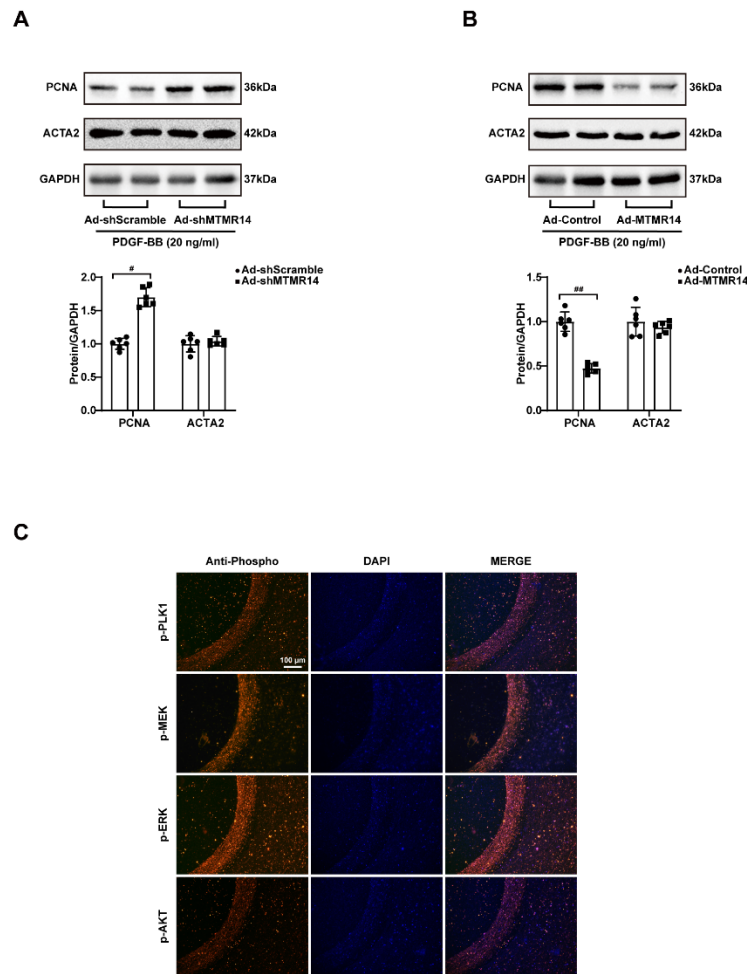 A
PCNA 36kDa
ACTA2 42kDa
GAPDH 37kDa
Ad-shScramble Ad-shMTMR14
PDGF-BB (20 ng/ml)
Ad-shScramble
Ad-shMTMR14
#
Protein/GAPDH
2.0
1.5
1.0
0.5
0.0
PCNA ACTA2
B
PCNA 36kDa
ACTA2 42kDa
GAPDH 37kDa
Ad-Control Ad-MTMR14
PDGF-BB (20 ng/ml)
Ad-Control
Ad-MTMR14
##
Protein/GAPDH
1.5
1.0
0.5
0.0
PCNA ACTA2
C
Anti-Phospho DAPI MERGE
p-PLK1
100 μm
p-MEK
p-ERK
p-AKT